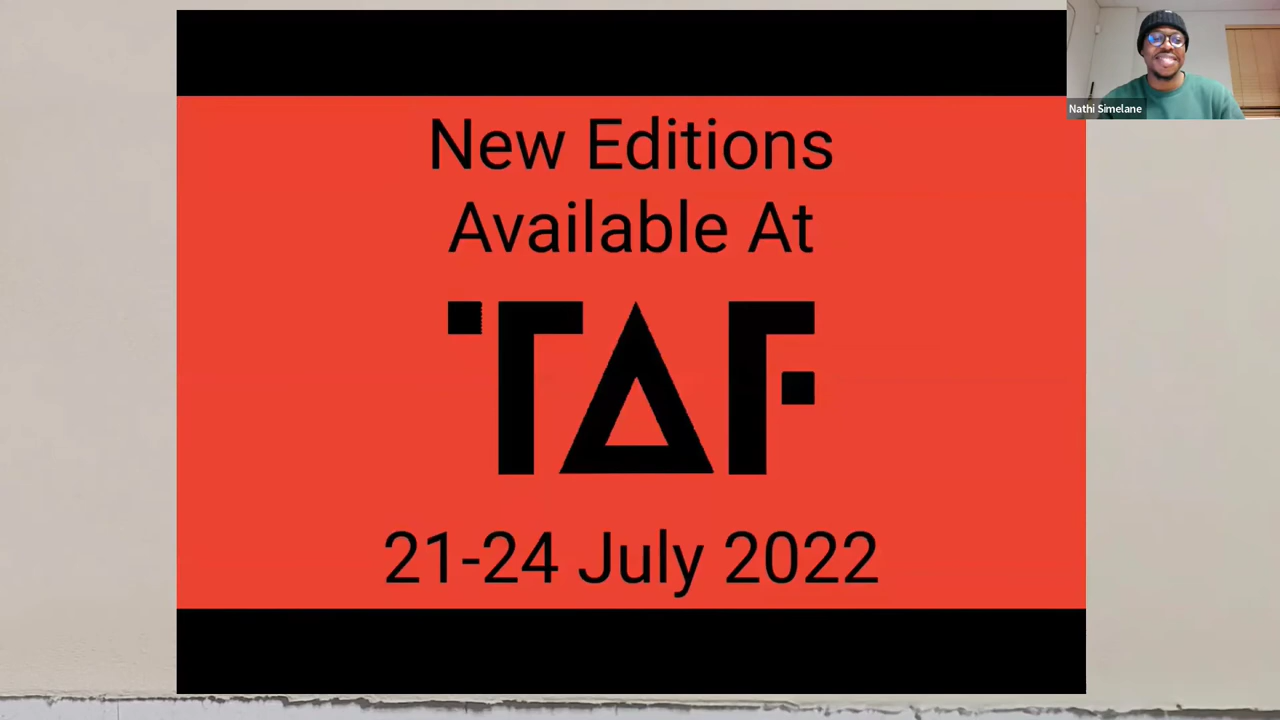 New Editions
Available At
TAF
21-24 July 2022
Nathi Simelane